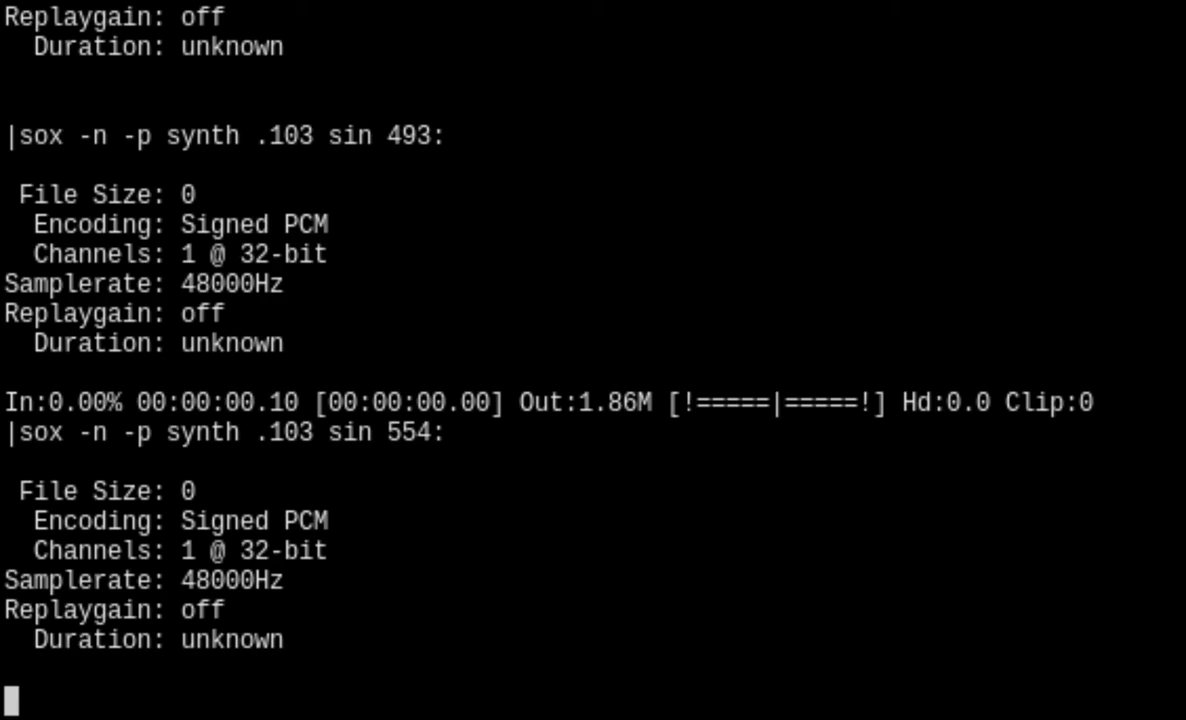 Replaygain: off
  Duration: unknown
|sox -n -p synth .103 sin 493:
 File Size: 0
  Encoding: Signed PCM
  Channels: 1 @ 32-bit
Samplerate: 48000Hz
Replaygain: off
  Duration: unknown
In:0.00% 00:00:00.10 [00:00:00.00] Out:1.86M [!=====|=====!] Hd:0.0 Clip:0
|sox -n -p synth .103 sin 554:
 File Size: 0
  Encoding: Signed PCM
  Channels: 1 @ 32-bit
Samplerate: 48000Hz
Replaygain: off
  Duration: unknown